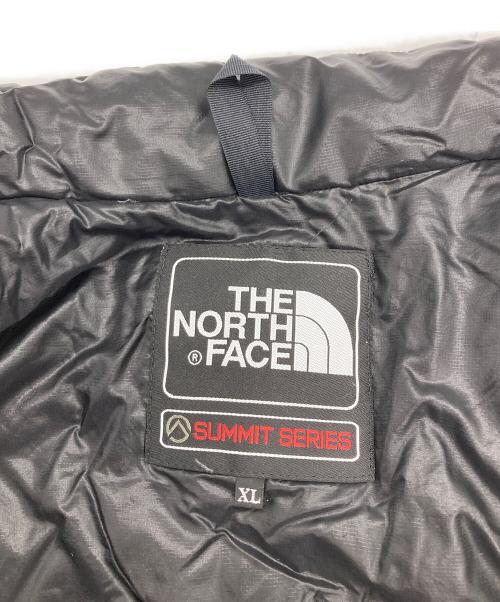 THE
NORTH
® FACE
SUMMIT SERIES
XL